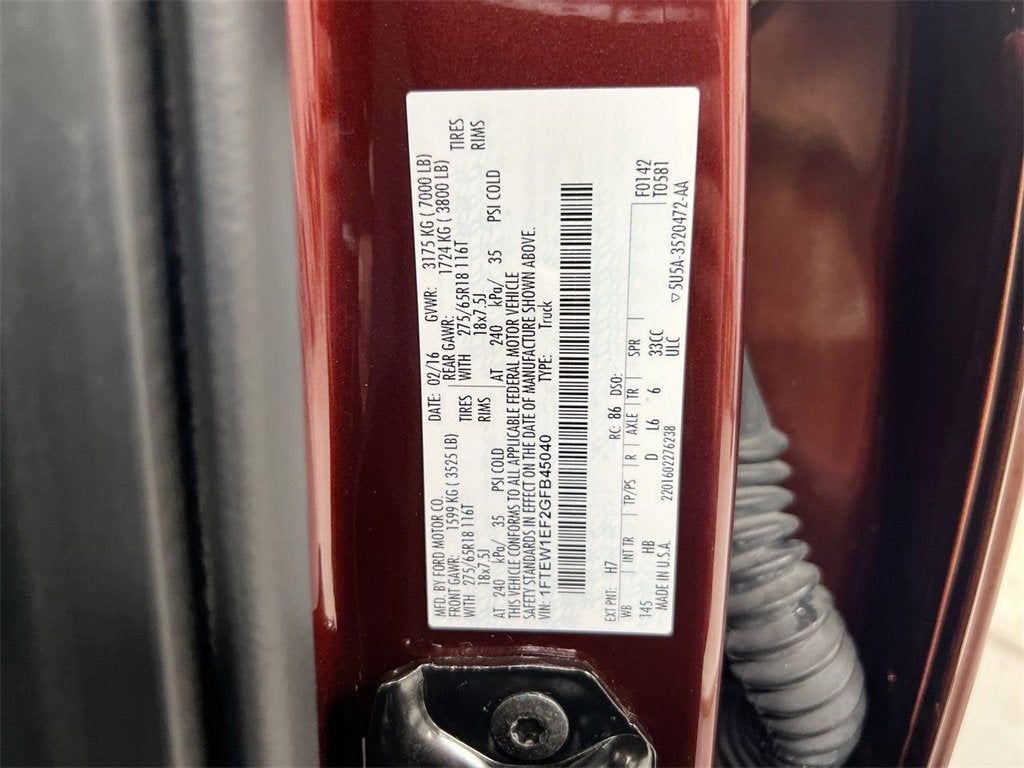 MFD. BY FORD MOTOR CO. DATE: 02/16 GVWR: 3175 KG ( 7000 LB)
FRONT GAWR: 1599 KG ( 3525 LB) REAR GAWR: 1724 KG ( 3800 LB)
WITH 275/65R18 116T TIRES WITH 275/65R18 116T TIRES
18x7.5J RIMS 18x7.5J RIMS
AT 240 kPa/ 35 PSI COLD AT 240 kPa/ 35 PSI COLD
THIS VEHICLE CONFORMS TO ALL APPLICABLE FEDERAL MOTOR VEHICLE
SAFETY STANDARDS IN EFFECT ON THE DATE OF MANUFACTURE SHOWN ABOVE.
VIN: 1FTEW1EF2GFB45040 TYPE: Truck
EXT PNT: H7 RC: 86 DSO: F0142
WB INT TR TP/PS R AXLE TR SPR T0581
145 HB D L6 6 33CC
MADE IN U.S.A. 2201602276238 ULC ▽5U5A-3520472-AA